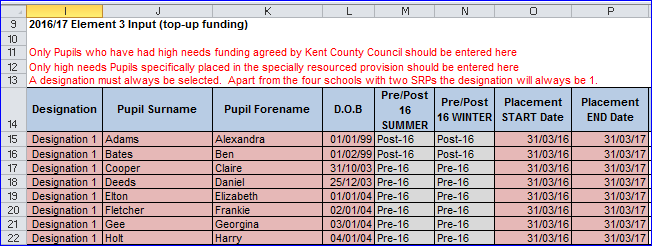 I J K L M N O P
9 2016/17 Element 3 Input (top-up funding)
10
11 Only Pupils who have had high needs funding agreed by Kent County Council should be entered here
12 Only high needs Pupils specifically placed in the specially resourced provision should be entered here
13 A designation must always be selected. Apart from the four schools with two SRPs the designation will always be 1.
14 Designation Pupil Surname Pupil Forename D.O.B Pre/Post 16 SUMMER Pre/Post 16 WINTER Placement START Date Placement END Date
15 Designation 1 Adams Alexandra 01/01/99 Post-16 Post-16 31/03/16 31/03/17
16 Designation 1 Bates Ben 01/02/99 Post-16 Post-16 31/03/16 31/03/17
17 Designation 1 Cooper Claire 31/10/03 Pre-16 Pre-16 31/03/16 31/03/17
18 Designation 1 Deeds Daniel 25/12/03 Pre-16 Pre-16 31/03/16 31/03/17
19 Designation 1 Elton Elizabeth 01/01/04 Pre-16 Pre-16 31/03/16 31/03/17
20 Designation 1 Fletcher Frankie 02/01/04 Pre-16 Pre-16 31/03/16 31/03/17
21 Designation 1 Gee Georgina 03/01/04 Pre-16 Pre-16 31/03/16 31/03/17
22 Designation 1 Holt Harry 04/01/04 Pre-16 Pre-16 31/03/16 31/03/17